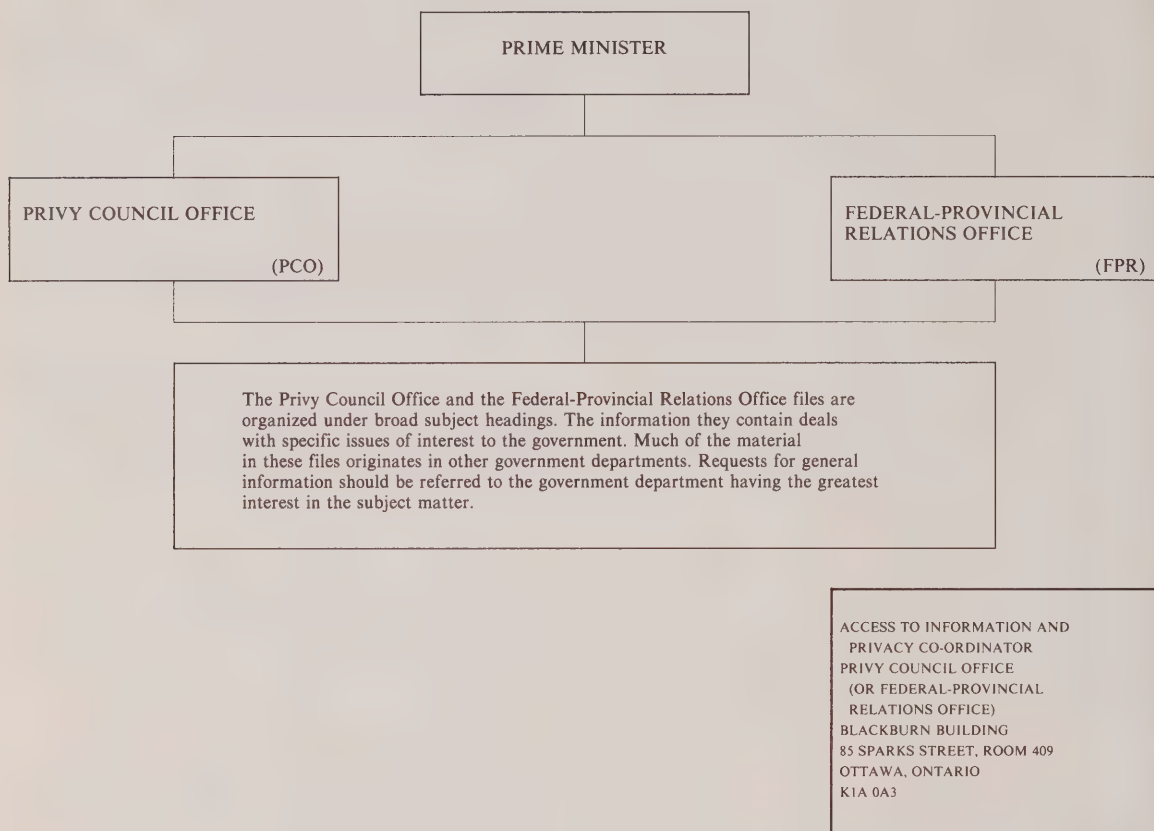 PRIME MINISTER
PRIVY COUNCIL OFFICE
(PCO)
FEDERAL-PROVINCIAL
RELATIONS OFFICE
(FPR)
The Privy Council Office and the Federal-Provincial Relations Office files are
organized under broad subject headings. The information they contain deals
with specific issues of interest to the government. Much of the material
in these files originates in other government departments. Requests for general
information should be referred to the government department having the greatest
interest in the subject matter.
ACCESS TO INFORMATION AND
PRIVACY CO-ORDINATOR
PRIVY COUNCIL OFFICE
(OR FEDERAL-PROVINCIAL
RELATIONS OFFICE)
BLACKBURN BUILDING
85 SPARKS STREET, ROOM 409
OTTAWA, ONTARIO
K1A 0A3